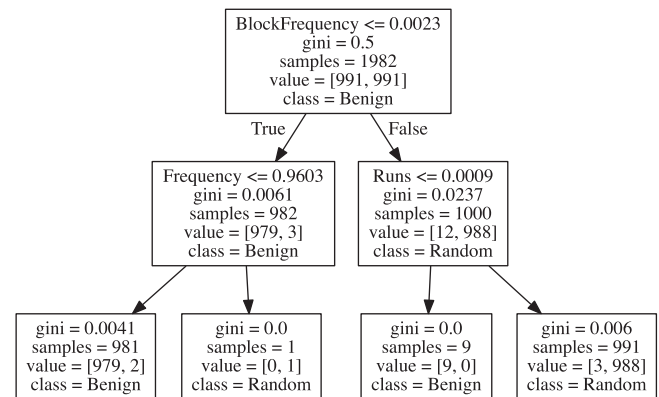 BlockFrequency <= 0.0023
gini = 0.5
samples = 1982
value = [991, 991]
class = Benign
True
False
Frequency <= 0.9603
gini = 0.0061
samples = 982
value = [979, 3]
class = Benign
Runs <= 0.0009
gini = 0.0237
samples = 1000
value = [12, 988]
class = Random
gini = 0.0041
samples = 981
value = [979, 2]
class = Benign
gini = 0.0
samples = 1
value = [0, 1]
class = Random
gini = 0.0
samples = 9
value = [9, 0]
class = Benign
gini = 0.006
samples = 991
value = [3, 988]
class = Random